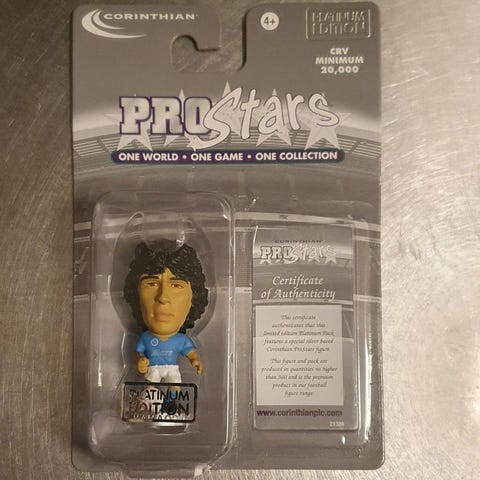 CORINTHIAN
4+
PLATINUM
EDITION
CRV
MINIMUM
20,000
PROStars
ONE WORLD • ONE GAME • ONE COLLECTION
CORINTHIAN
PROStars
Certificate
of Authenticity
This certificate
authenticates that this
limited edition Platinum Pack
features a special silver based
Corinthian ProStars figure.
This figure and pack are
produced in quantities no higher
than 500 and is the premium
product in our football
figure range.
www.corinthianpic.com
PLATINUM
EDITION